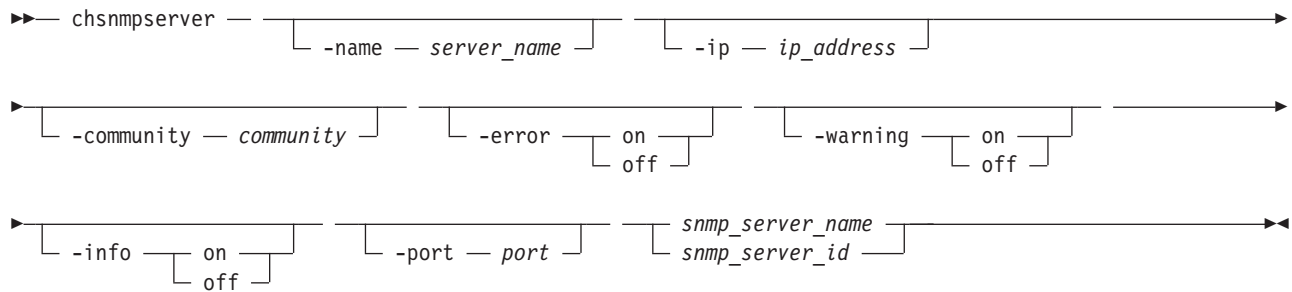 chsnmpserver
-name server_name -ip ip_address
-community community -error on -warning on
off off
-info on -port port snmp_server_name
off snmp_server_id